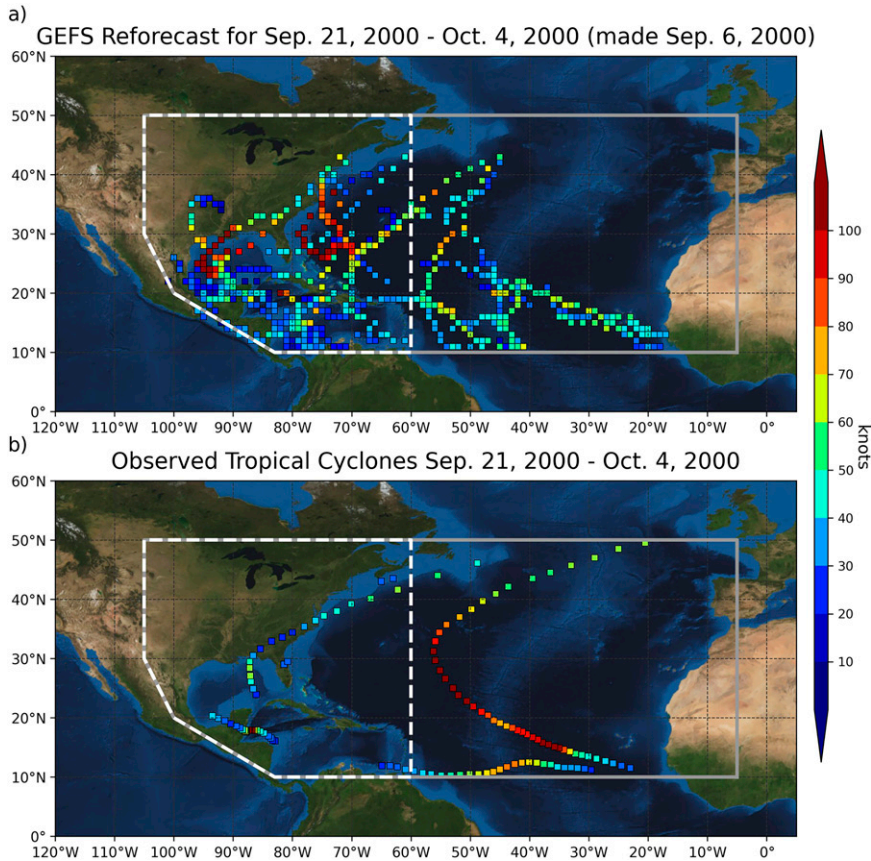 a)
GEFS Reforecast for Sep. 21, 2000 - Oct. 4, 2000 (made Sep. 6, 2000)
60°N
50°N
40°N
30°N
20°N
10°N
0°
120°W 110°W 100°W 90°W 80°W 70°W 60°W 50°W 40°W 30°W 20°W 10°W 0°
b)
Observed Tropical Cyclones Sep. 21, 2000 - Oct. 4, 2000
60°N
50°N
40°N
30°N
20°N
10°N
0°
120°W 110°W 100°W 90°W 80°W 70°W 60°W 50°W 40°W 30°W 20°W 10°W 0°
100
90
80
70
60
50
40
30
20
10
knots